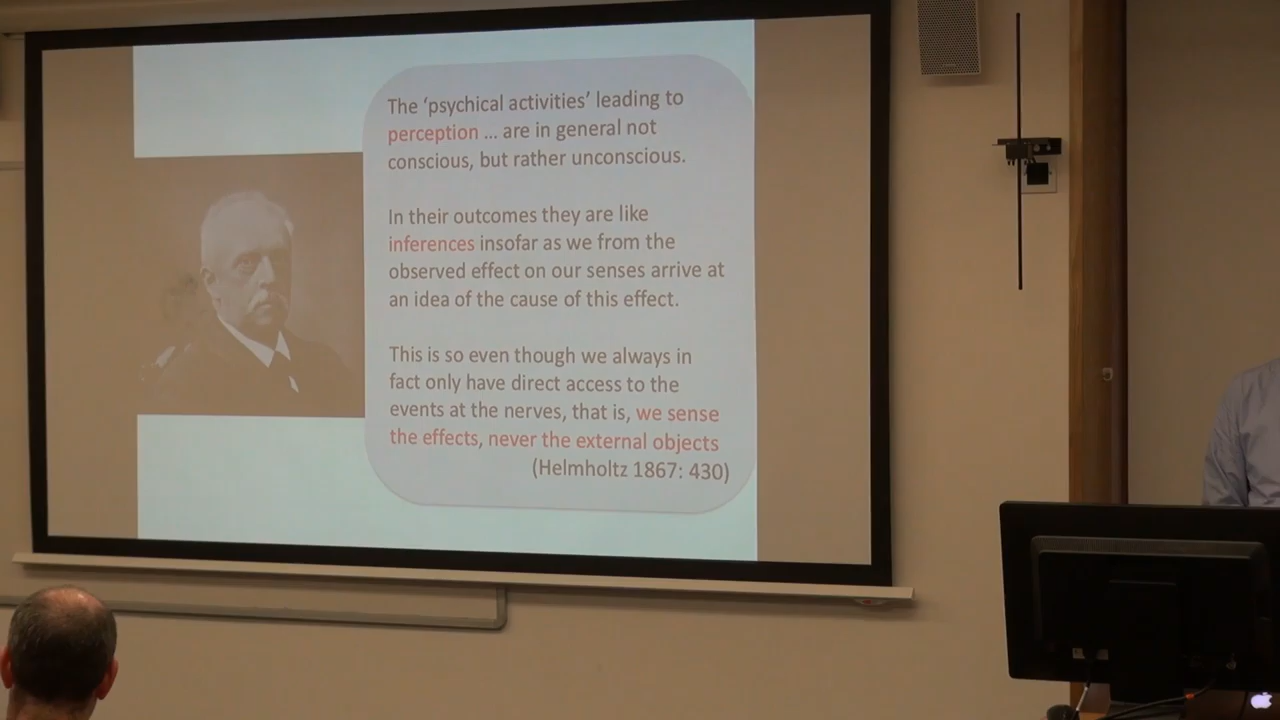 The ‘psychical activities’ leading to
perception ... are in general not
conscious, but rather unconscious.
In their outcomes they are like
inferences insofar as we from the
observed effect on our senses arrive at
an idea of the cause of this effect.
This is so even though we always in
fact only have direct access to the
events at the nerves, that is, we sense
the effects, never the external objects
(Helmholtz 1867: 430)